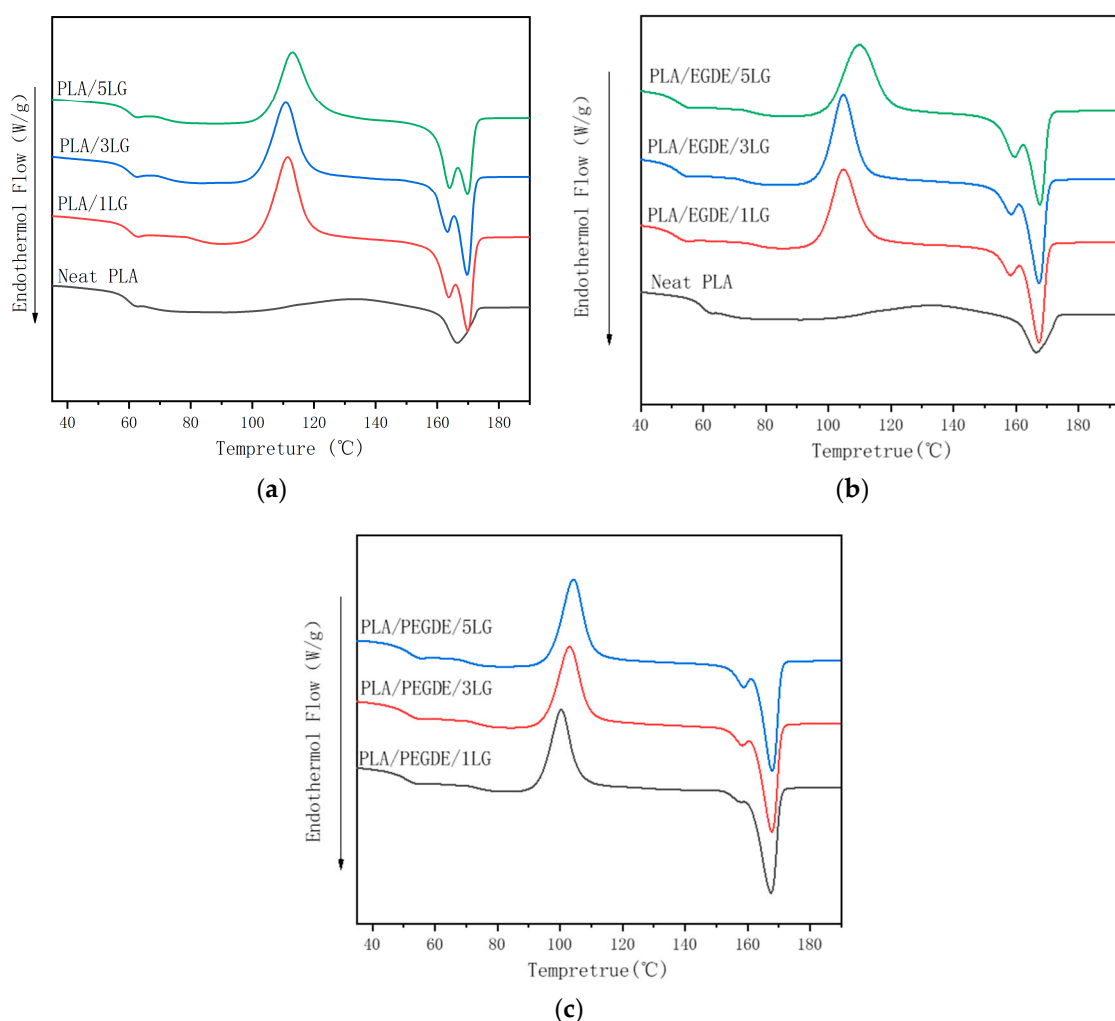 Endothermol Flow (W/g)
PLA/5LG
PLA/3LG
PLA/1LG
Neat PLA
40 60 80 100 120 140 160 180
Tempreture (℃)
(a)
Endothermol Flow (W/g)
PLA/EGDE/5LG
PLA/EGDE/3LG
PLA/EGDE/1LG
Neat PLA
40 60 80 100 120 140 160 180
Tempretrue(℃)
(b)
Endothermol Flow (W/g)
PLA/PEGDE/5LG
PLA/PEGDE/3LG
PLA/PEGDE/1LG
40 60 80 100 120 140 160 180
Tempretrue(℃)
(c)